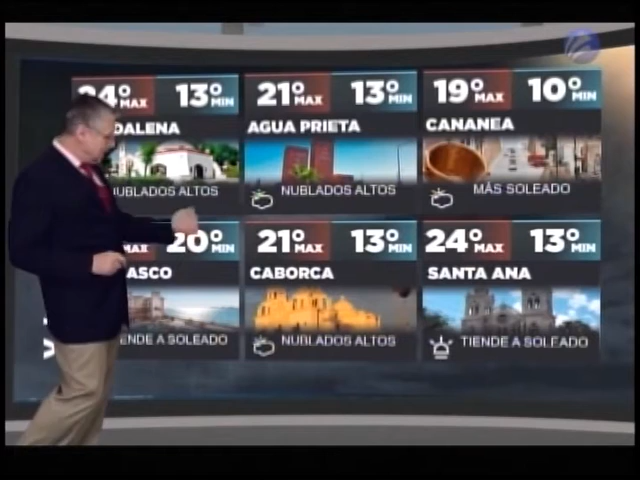 24° MAX 13° MIN
DALENA
NUBLADOS ALTOS
21° MAX 13° MIN
AGUA PRIETA
NUBLADOS ALTOS
19° MAX 10° MIN
CANANEA
MÁS SOLEADO
20° MIN
ASCO
IENDE A SOLEADO
21° MAX 13° MIN
CABORCA
NUBLADOS ALTOS
24° MAX 13° MIN
SANTA ANA
TIENDE A SOLEADO